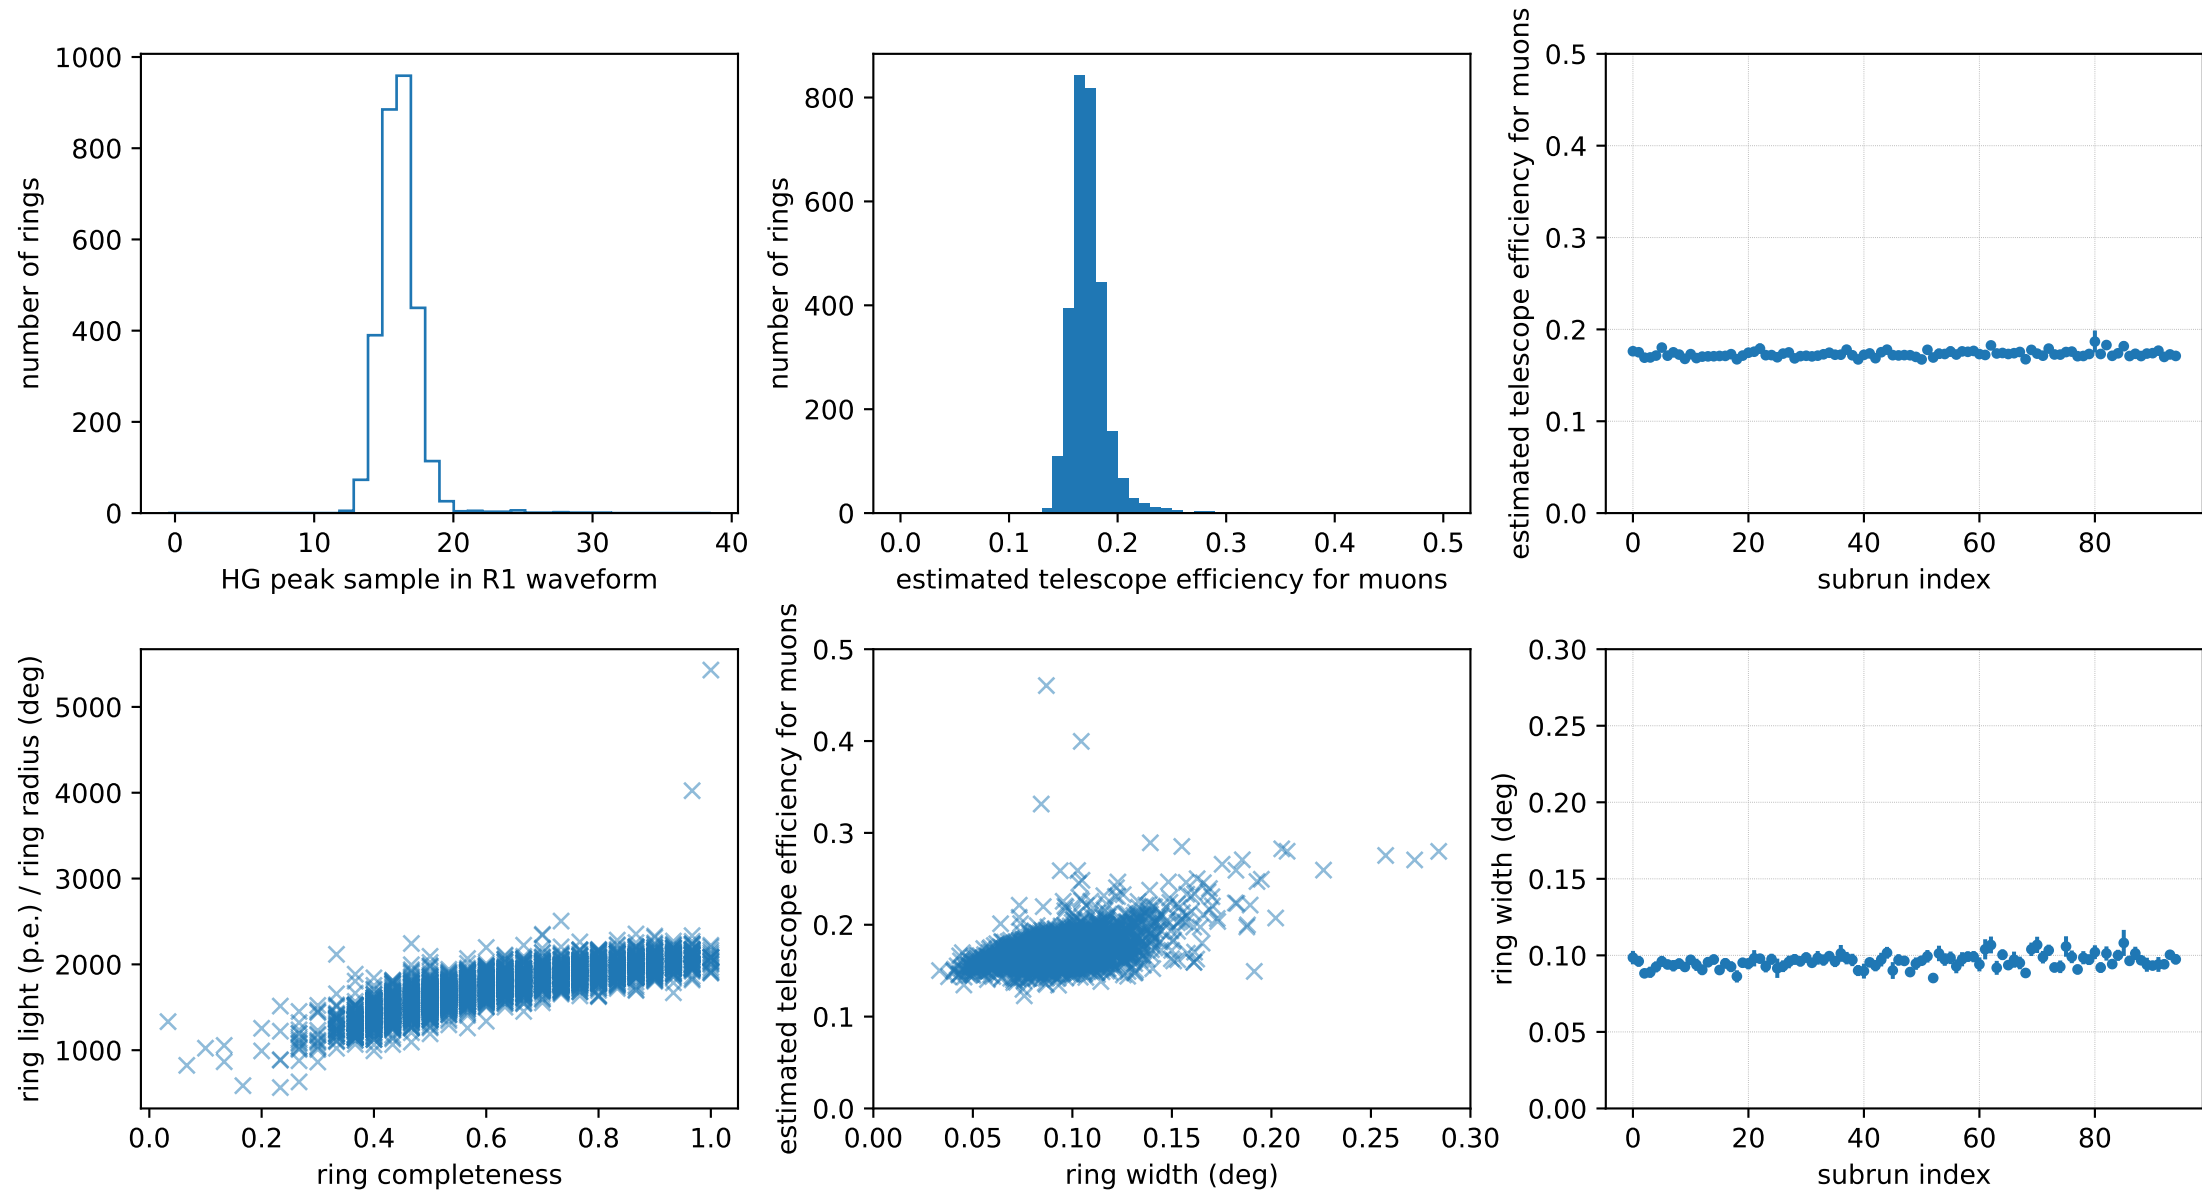 1000
800
600
400
200
0
number of rings
0 10 20 30 40
HG peak sample in R1 waveform
800
600
400
200
0
number of rings
0.0 0.1 0.2 0.3 0.4 0.5
estimated telescope efficiency for muons
0.5
0.4
0.3
0.2
0.1
0.0
estimated telescope efficiency for muons
0 20 40 60 80
subrun index
5000
4000
3000
2000
1000
ring light (p.e.) / ring radius (deg)
0.0 0.2 0.4 0.6 0.8 1.0
ring completeness
0.5
0.4
0.3
0.2
0.1
0.0
estimated telescope efficiency for muons
0.00 0.05 0.10 0.15 0.20 0.25 0.30
ring width (deg)
0.30
0.25
0.20
0.15
0.10
0.05
0.00
ring width (deg)
0 20 40 60 80
subrun index